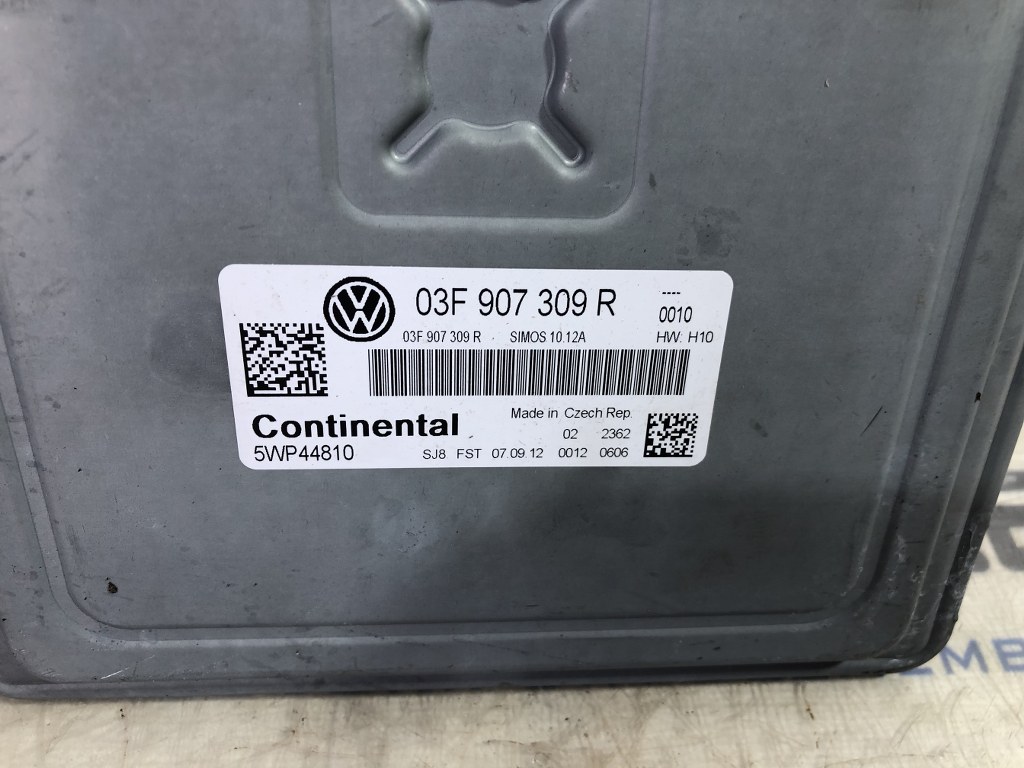 03F 907 309 R
----
0010
03F 907 309 R SIMOS 10.12A HW: H10
Continental
Made in Czech Rep.
02 2362
5WP44810
SJ8 FST 07.09.12 0012 0606